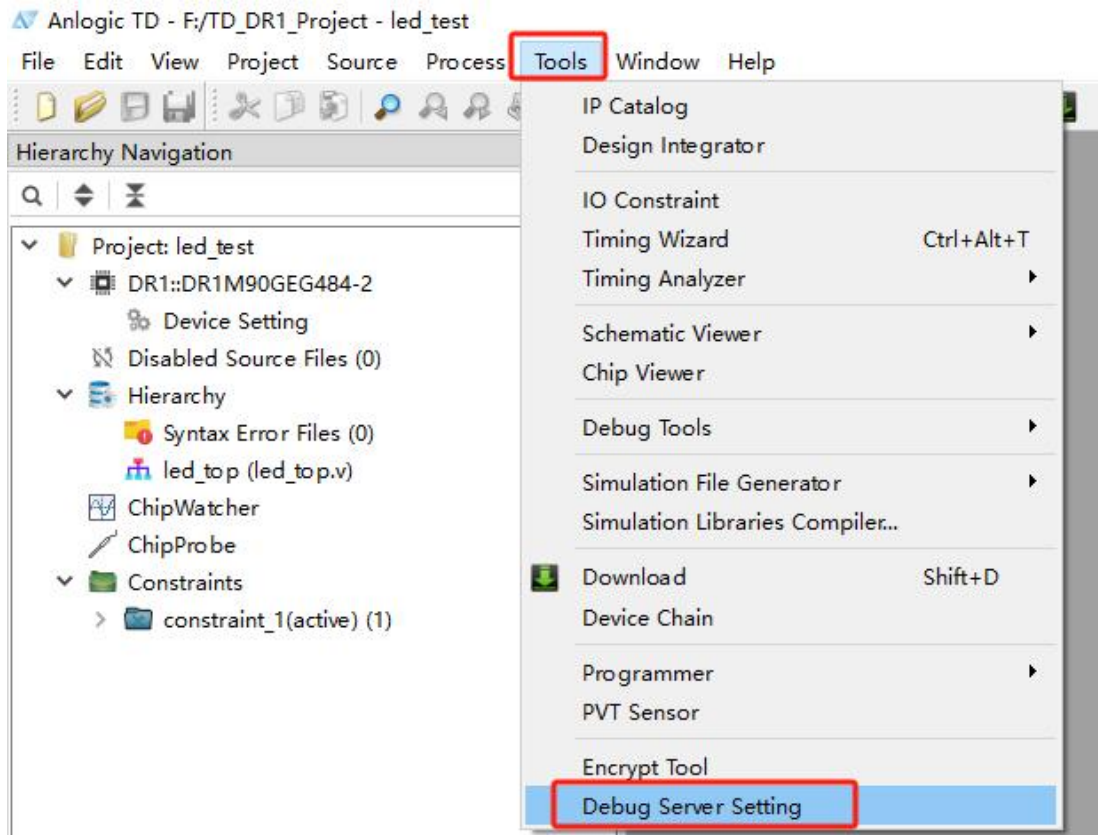 Anlogic TD - F:/TD_DR1_Project - led_test
File Edit View Project Source Process Tools Window Help
Hierarchy Navigation
Project: led_test
DR1::DR1M90GEG484-2
Device Setting
Disabled Source Files (0)
Hierarchy
Syntax Error Files (0)
led_top (led_top.v)
ChipWatcher
ChipProbe
Constraints
constraint_1(active) (1)
IP Catalog
Design Integrator
IO Constraint
Timing Wizard Ctrl+Alt+T
Timing Analyzer
Schematic Viewer
Chip Viewer
Debug Tools
Simulation File Generator
Simulation Libraries Compiler...
Download Shift+D
Device Chain
Programmer
PVT Sensor
Encrypt Tool
Debug Server Setting